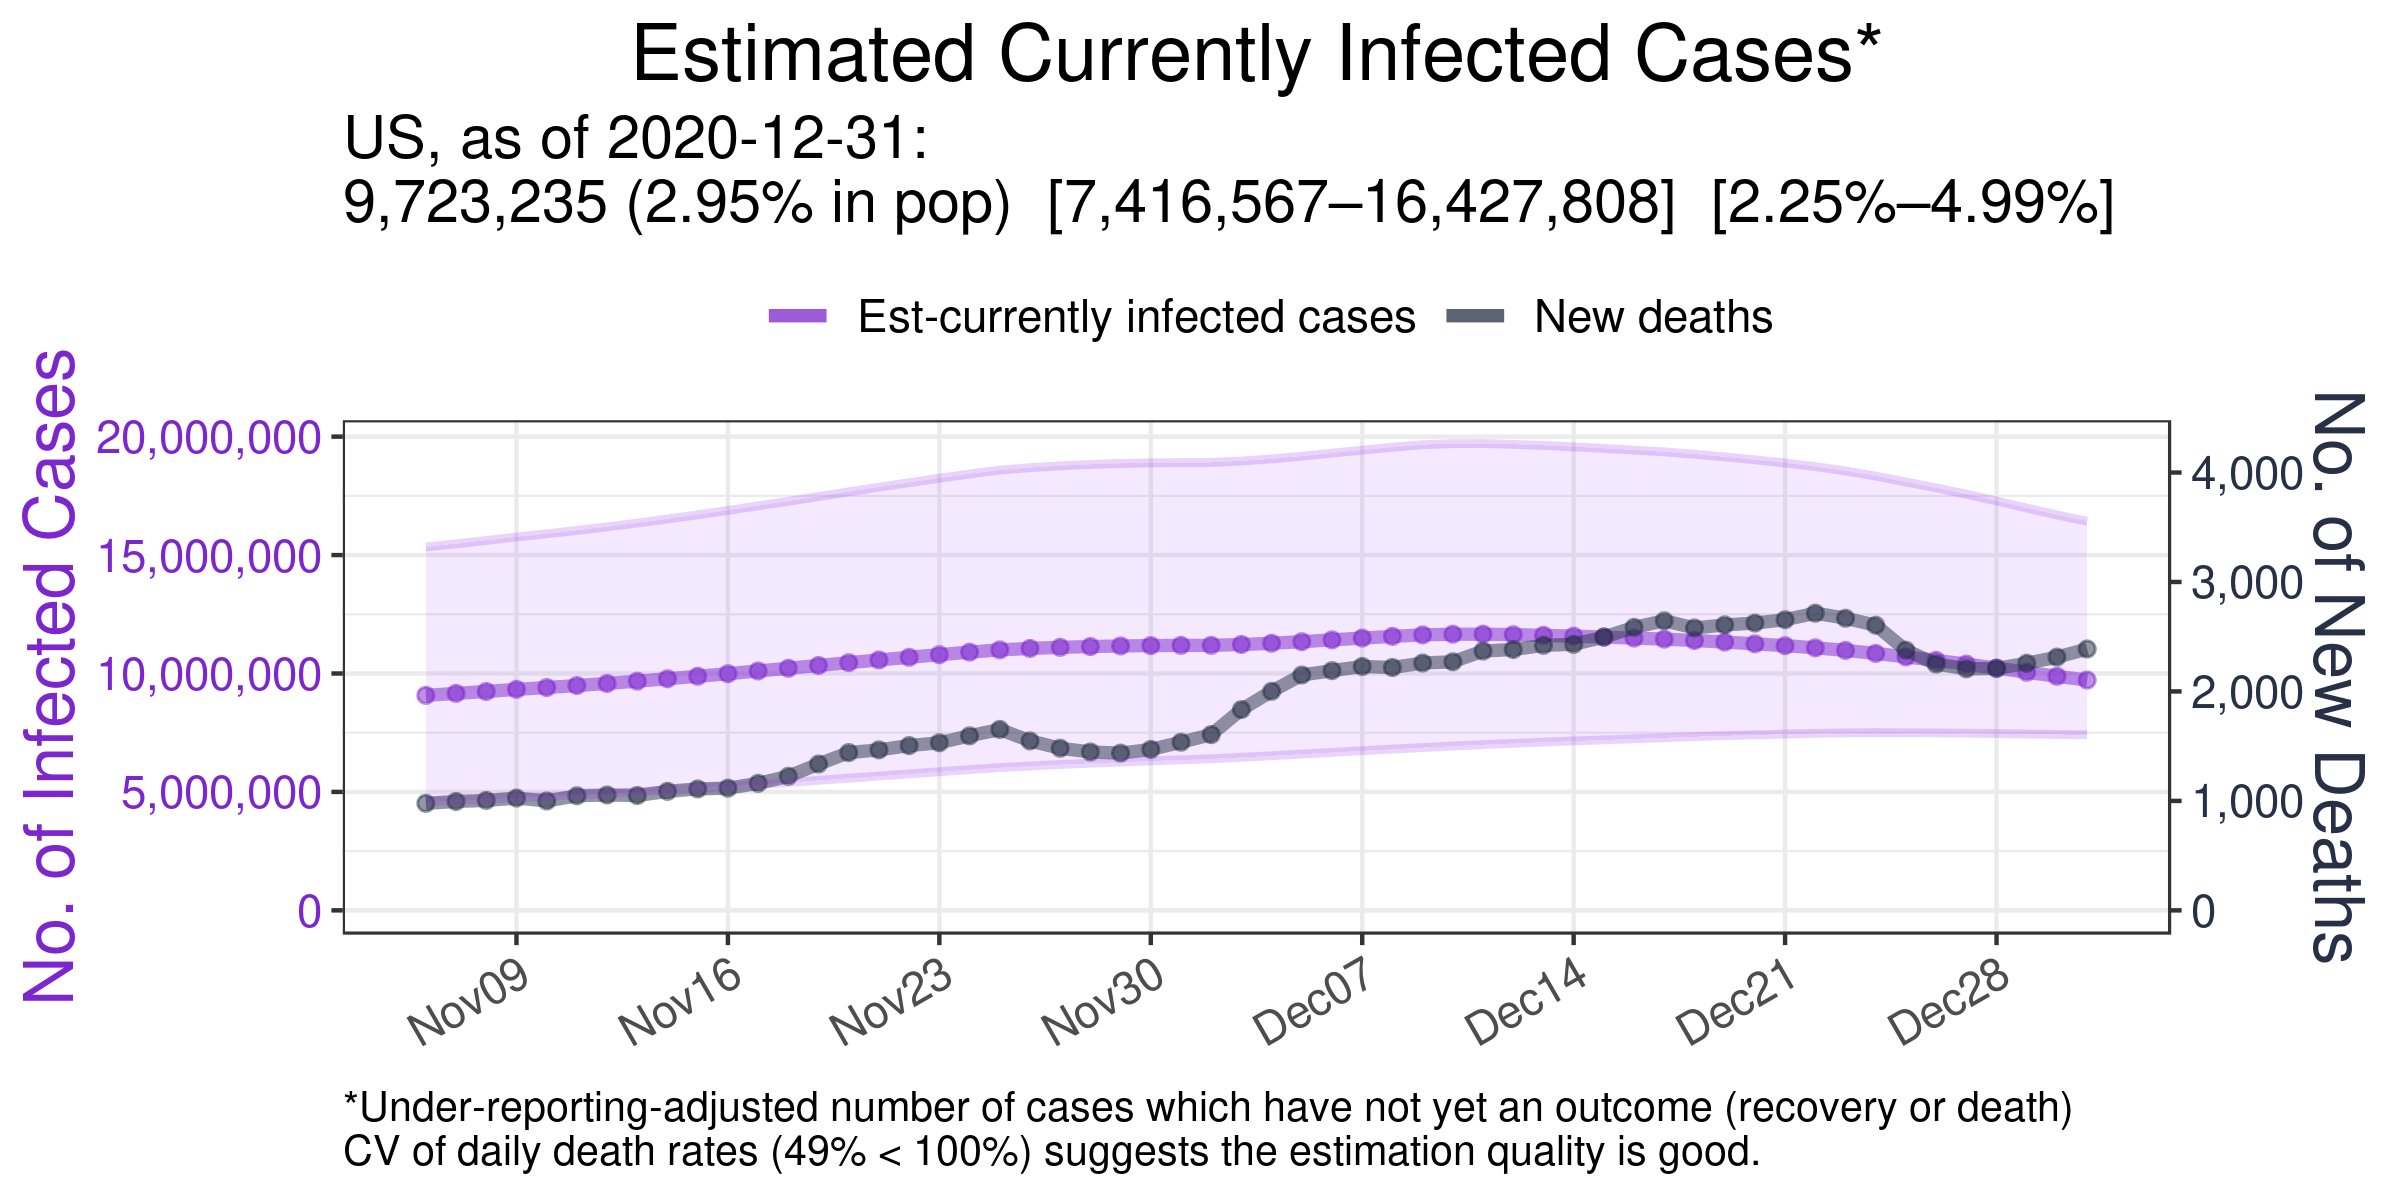 Estimated Currently Infected Cases*
US, as of 2020-12-31:
9,723,235 (2.95% in pop)  [7,416,567–16,427,808]  [2.25%–4.99%]
Est-currently infected cases
New deaths
No. of Infected Cases
20,000,000
15,000,000
10,000,000
5,000,000
0
4,000
3,000
2,000
1,000
0
No. of New Deaths
Nov09
Nov16
Nov23
Nov30
Dec07
Dec14
Dec21
Dec28
*Under-reporting-adjusted number of cases which have not yet an outcome (recovery or death)
CV of daily death rates (49% < 100%) suggests the estimation quality is good.